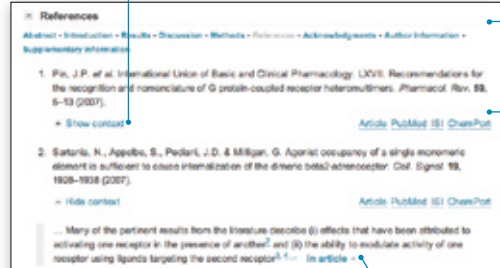 References
Abstract • Introduction • Results • Discussion • Methods • References • Acknowledgments • Author Information •
Supplementary information
1. Pin, J.P. et al. International Union of Basic and Clinical Pharmacology. LXVII. Recommendations for
the recognition and nomenclature of G protein-coupled receptor heteromultimers. Pharmacol. Rev. 59,
5–13 (2007).
Show context
Article PubMed ISI ChemPort
2. Sartania, N., Appelbe, S., Pediani, J.D. & Milligan, G. Agonist occupancy of a single monomeric
element is sufficient to cause internalization of the dimeric beta2-adrenoceptor. Cell. Signal. 19,
1928–1938 (2007).
Hide context
Article PubMed ISI ChemPort
... Many of the pertinent results from the literature describe (i) effects that have been attributed to
activating one receptor in the presence of another2 and (ii) the ability to modulate activity of one
receptor using ligands targeting the second receptor3, 4... In article